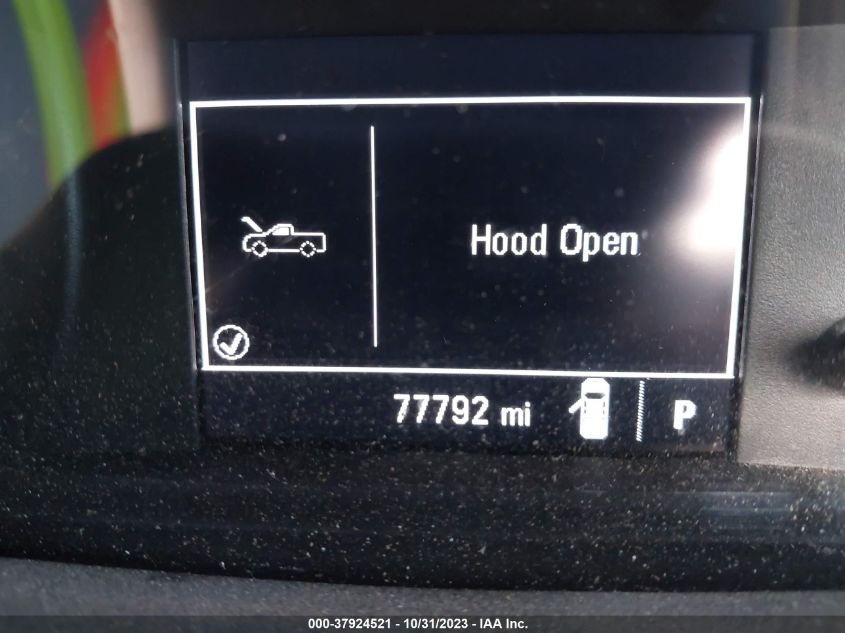 Hood Open
77792 mi
P
000-37924521 - 10/31/2023 - IAA Inc.